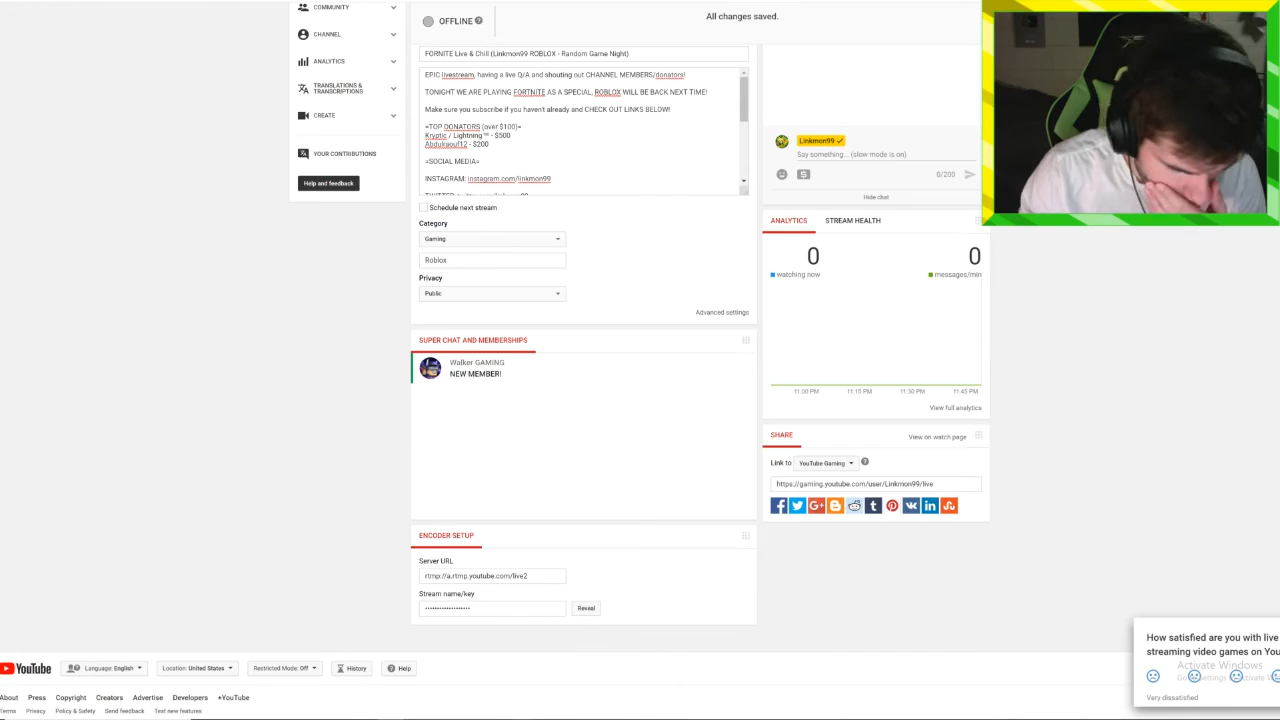 COMMUNITY
CHANNEL
ANALYTICS
TRANSLATIONS &
TRANSCRIPTIONS
CREATE
YOUR CONTRIBUTIONS
Help and feedback
OFFLINE
All changes saved.
FORNITE Live & Chill (Linkmon99 ROBLOX - Random Game Night)
EPIC livestream, having a live Q/A and shouting out CHANNEL MEMBERS/donators!
TONIGHT WE ARE PLAYING FORTNITE AS A SPECIAL, ROBLOX WILL BE BACK NEXT TIME!
Make sure you subscribe if you haven't already and CHECK OUT LINKS BELOW!
=TOP DONATORS (over $100)=
Kryptic / Lightning™ - $500
Abdulraouf12 - $200
=SOCIAL MEDIA=
INSTAGRAM: instagram.com/linkmon99
Schedule next stream
Category
Gaming
Roblox
Privacy
Public
Advanced settings
SUPER CHAT AND MEMBERSHIPS
Walker GAMING
NEW MEMBER!
ENCODER SETUP
Server URL
rtmp://a.rtmp.youtube.com/live2
Stream name/key
Reveal
Linkmon99
Say something... (slow mode is on)
0/200
Hide chat
ANALYTICS STREAM HEALTH
0 0
watching now messages/min
11:00 PM 11:15 PM 11:30 PM 11:45 PM
View full analytics
SHARE View on watch page
Link to YouTube Gaming
https://gaming.youtube.com/user/Linkmon99/live
How satisfied are you with live
streaming video games on You
Activate Windows
Very dissatisfied
YouTube Language: English Location: United States Restricted Mode: Off History Help
About Press Copyright Creators Advertise Developers +YouTube
Terms Privacy Policy & Safety Send feedback Test new features